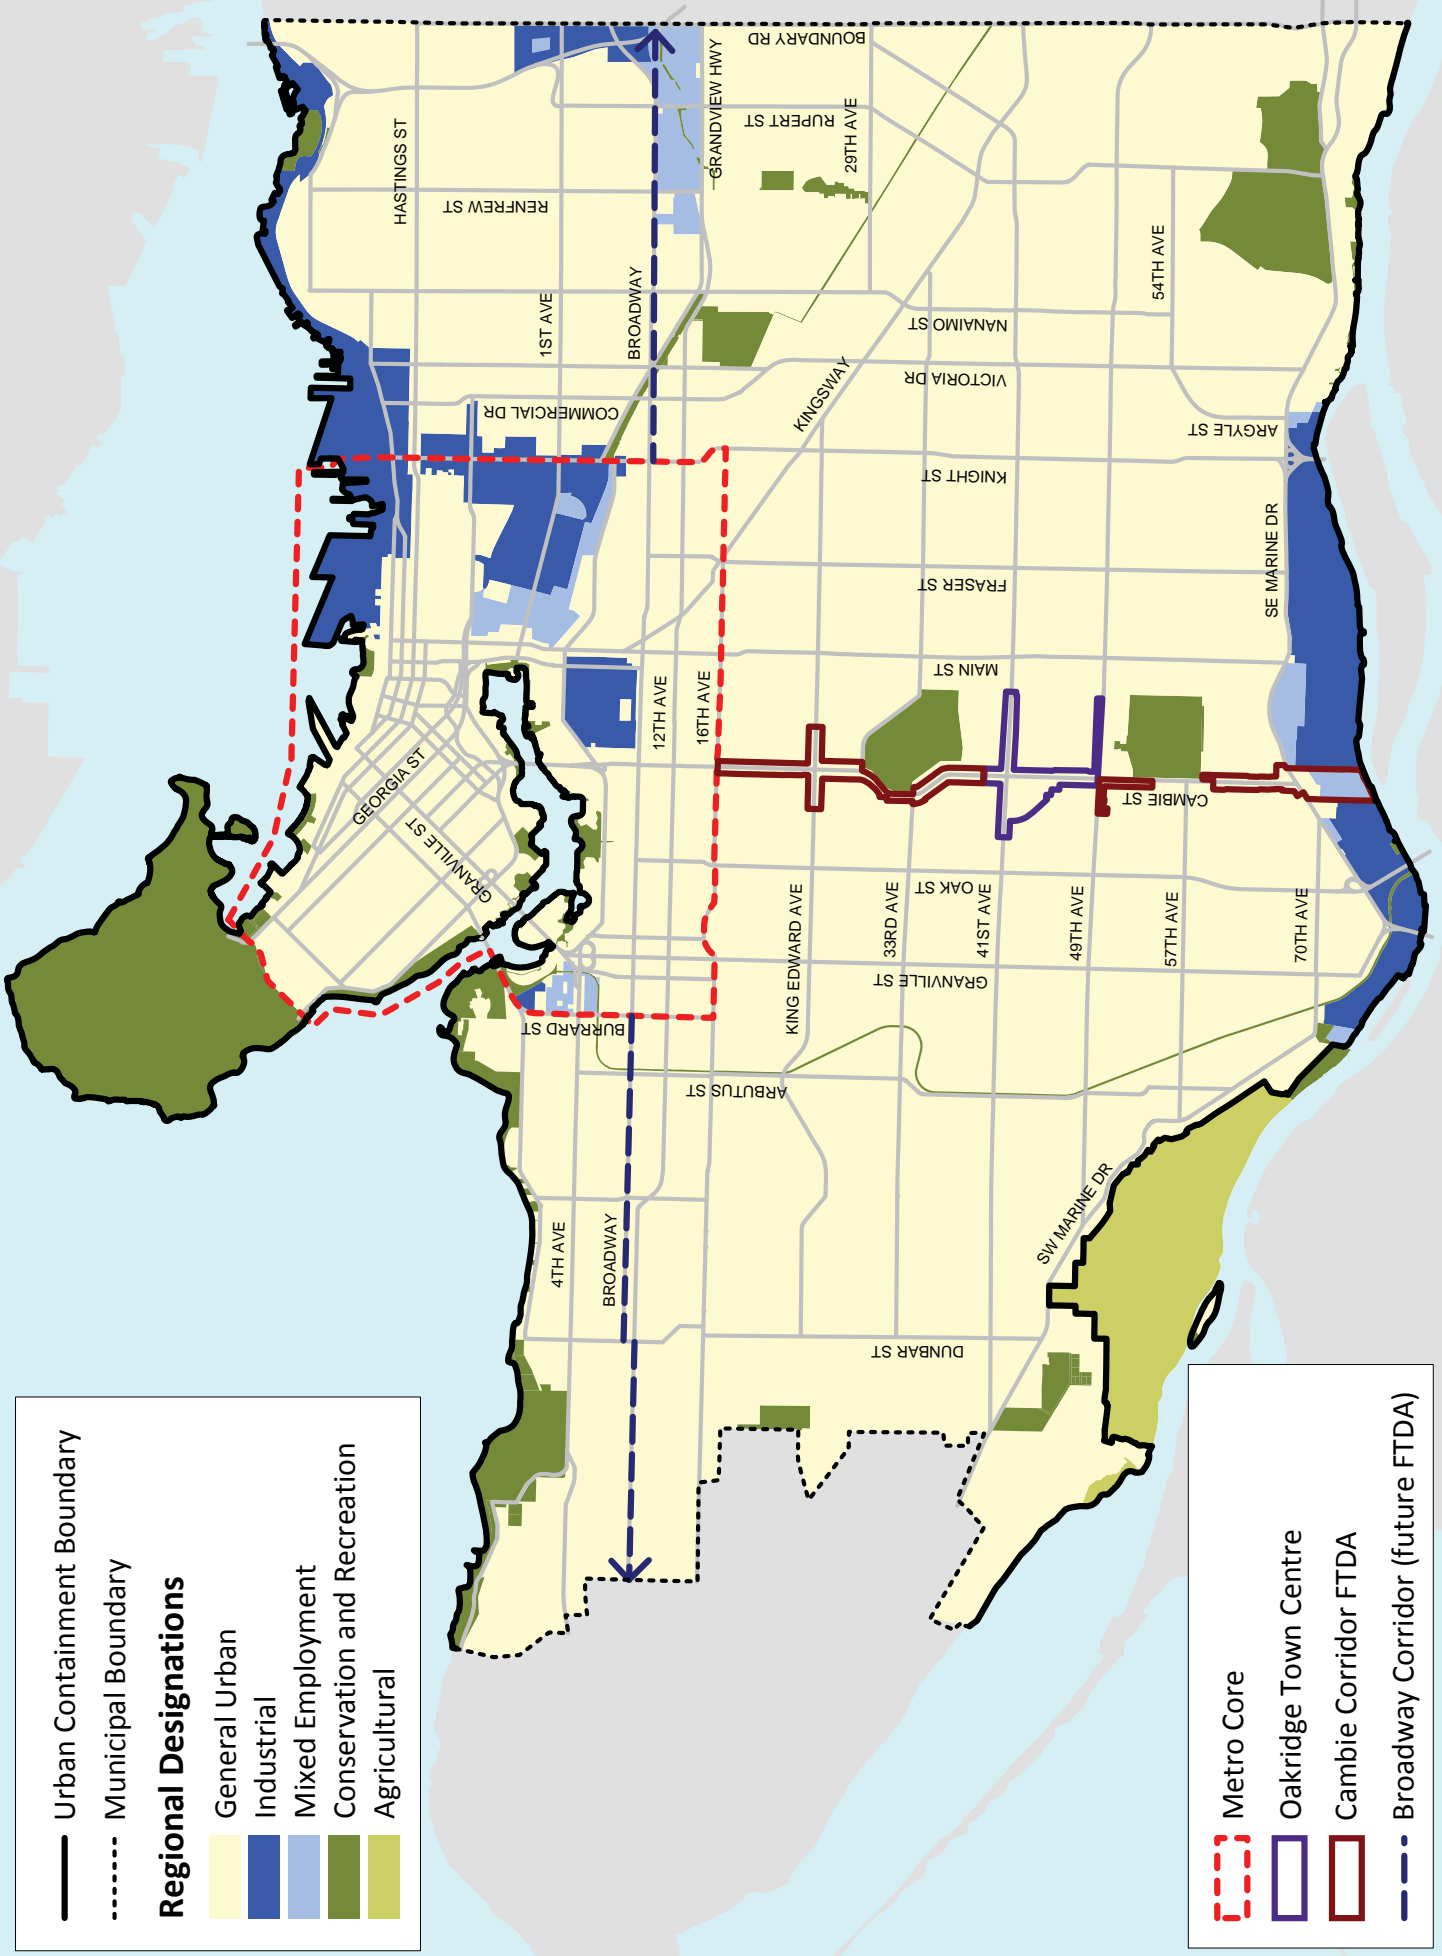 Urban Containment Boundary
Municipal Boundary
Regional Designations
General Urban
Industrial
Mixed Employment
Conservation and Recreation
Agricultural
Metro Core
Oakridge Town Centre
Cambie Corridor FTDA
Broadway Corridor (future FTDA)
HASTINGS ST
RENFREW ST
1ST AVE
BROADWAY
COMMERCIAL DR
GRANDVIEW HWY
BOUNDARY RD
RUPERT ST
29TH AVE
NANAIMO ST
VICTORIA DR
KINGSWAY
54TH AVE
ARGYLE ST
KNIGHT ST
FRASER ST
SE MARINE DR
MAIN ST
12TH AVE
16TH AVE
GEORGIA ST
GRANVILLE ST
CAMBIE ST
OAK ST
KING EDWARD AVE
33RD AVE
41ST AVE
49TH AVE
57TH AVE
70TH AVE
GRANVILLE ST
BURRARD ST
ARBUTUS ST
4TH AVE
BROADWAY
SW MARINE DR
DUNBAR ST